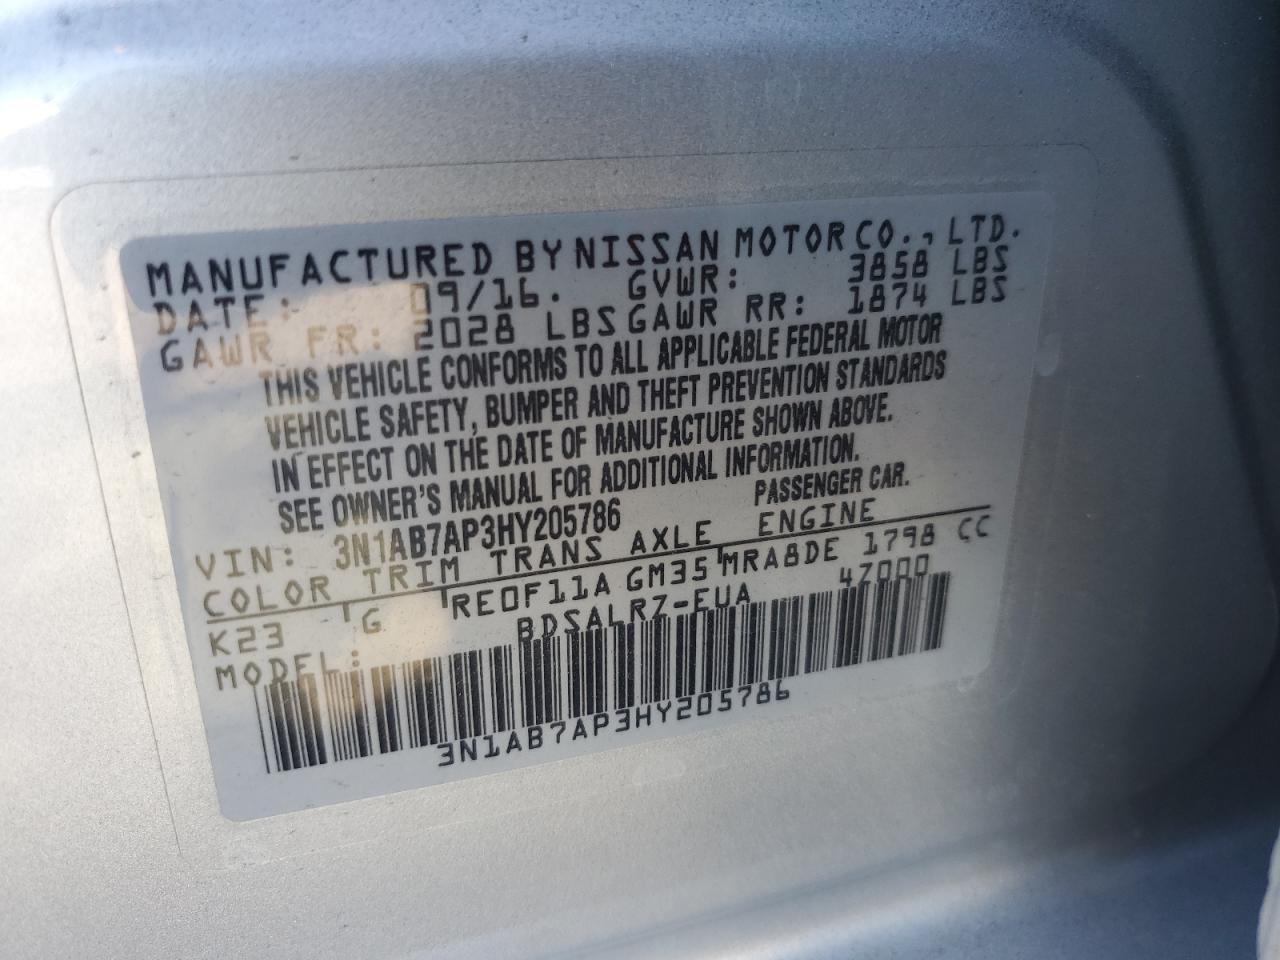 MANUFACTURED BY NISSAN MOTOR CO., LTD.
DATE: 09/16. GVWR: 3858 LBS
GAWR FR: 2028 LBS GAWR RR: 1874 LBS
THIS VEHICLE CONFORMS TO ALL APPLICABLE FEDERAL MOTOR
VEHICLE SAFETY, BUMPER AND THEFT PREVENTION STANDARDS
IN EFFECT ON THE DATE OF MANUFACTURE SHOWN ABOVE.
SEE OWNER'S MANUAL FOR ADDITIONAL INFORMATION.
VIN: 3N1AB7AP3HY205786 PASSENGER CAR.
COLOR TRIM TRANS AXLE ENGINE
K23 G RE0F11A GM35 MRA8DE 1798 CC
MODEL: BDSALRZ-EUA 47000
3N1AB7AP3HY205786